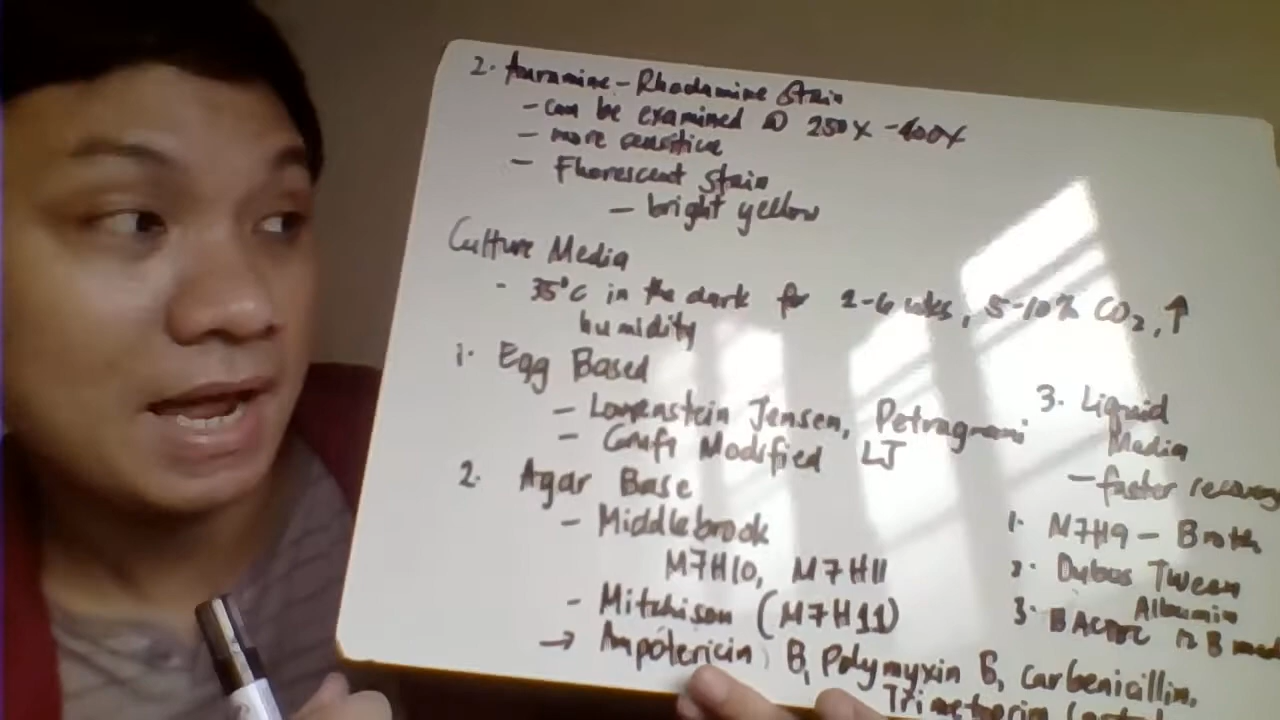 2. Auramine-Rhodamine Stain
- can be examined @ 250X -400X
- more sensitive
- Fluorescent Stain
- bright yellow
Culture Media
- 35°C in the dark for 2-6 wks, 5-10% CO2, ↑
humidity
1. Egg Based
- Lowenstein Jensen, Petragnani
- Gruft Modified LJ
2. Agar Base
- Middlebrook
M7H10, M7H11
- Mitchison (M7H11)
→ Ampotericin B, Polymyxin B, Carbenicillin,
Trimethoprim
3. Liquid
Media
- faster recovery
1. M7H9 - Broth
2. Dubos Tween
Albumin
3. BACTEC 12 B